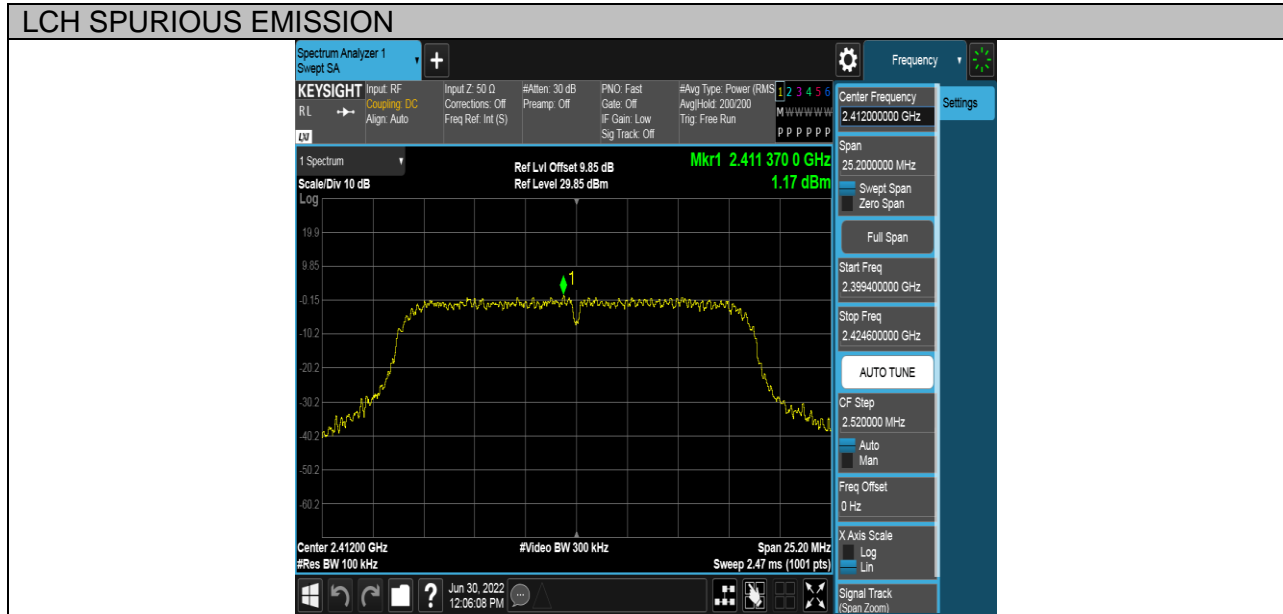 LCH SPURIOUS EMISSION
Spectrum Analyzer 1
Swept SA
+
Frequency
KEYSIGHT
RL
LXI
Input: RF
Coupling: DC
Align: Auto
Input Z: 50 Ω
Corrections: Off
Freq Ref: Int (S)
#Atten: 30 dB
Preamp: Off
PNO: Fast
Gate: Off
IF Gain: Low
Sig Track: Off
#Avg Type: Power (RMS
Avg|Hold: 200/200
Trig: Free Run
1 2 3 4 5 6
M W W W W W
P P P P P P
1 Spectrum
Scale/Div 10 dB
Log
Ref Lvl Offset 9.85 dB
Ref Level 29.85 dBm
Mkr1 2.411 370 0 GHz
1.17 dBm
19.9
9.85
-0.15
-10.2
-20.2
-30.2
-40.2
-50.2
-60.2
1
Center 2.41200 GHz
#Res BW 100 kHz
#Video BW 300 kHz
Span 25.20 MHz
Sweep 2.47 ms (1001 pts)
?
Jun 30, 2022
12:06:08 PM
Center Frequency
2.412000000 GHz
Settings
Span
25.2000000 MHz
Swept Span
Zero Span
Full Span
Start Freq
2.399400000 GHz
Stop Freq
2.424600000 GHz
AUTO TUNE
CF Step
2.520000 MHz
Auto
Man
Freq Offset
0 Hz
X Axis Scale
Log
Lin
Signal Track
(Span Zoom)